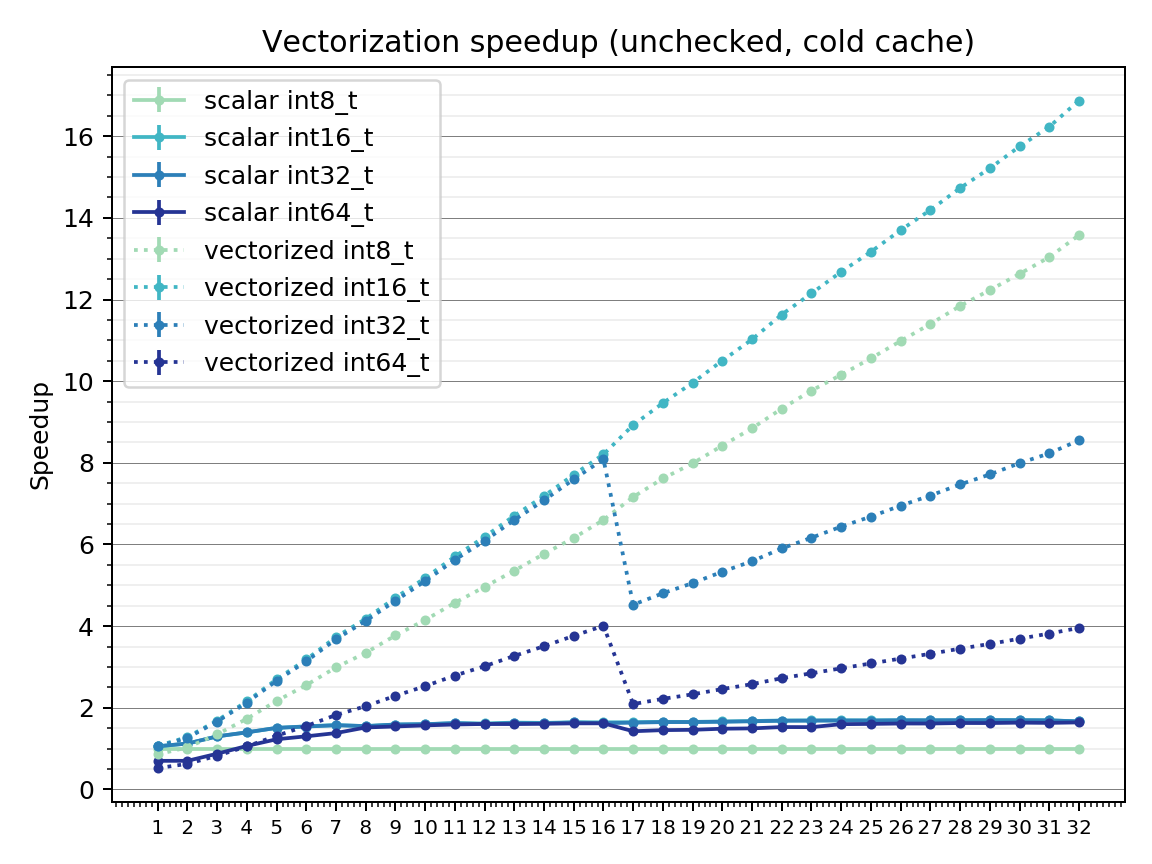 Vectorization speedup (unchecked, cold cache)
scalar int8_t
scalar int16_t
scalar int32_t
scalar int64_t
vectorized int8_t
vectorized int16_t
vectorized int32_t
vectorized int64_t
Speedup
16
14
12
10
8
6
4
2
0
1 2 3 4 5 6 7 8 9 10 11 12 13 14 15 16 17 18 19 20 21 22 23 24 25 26 27 28 29 30 31 32